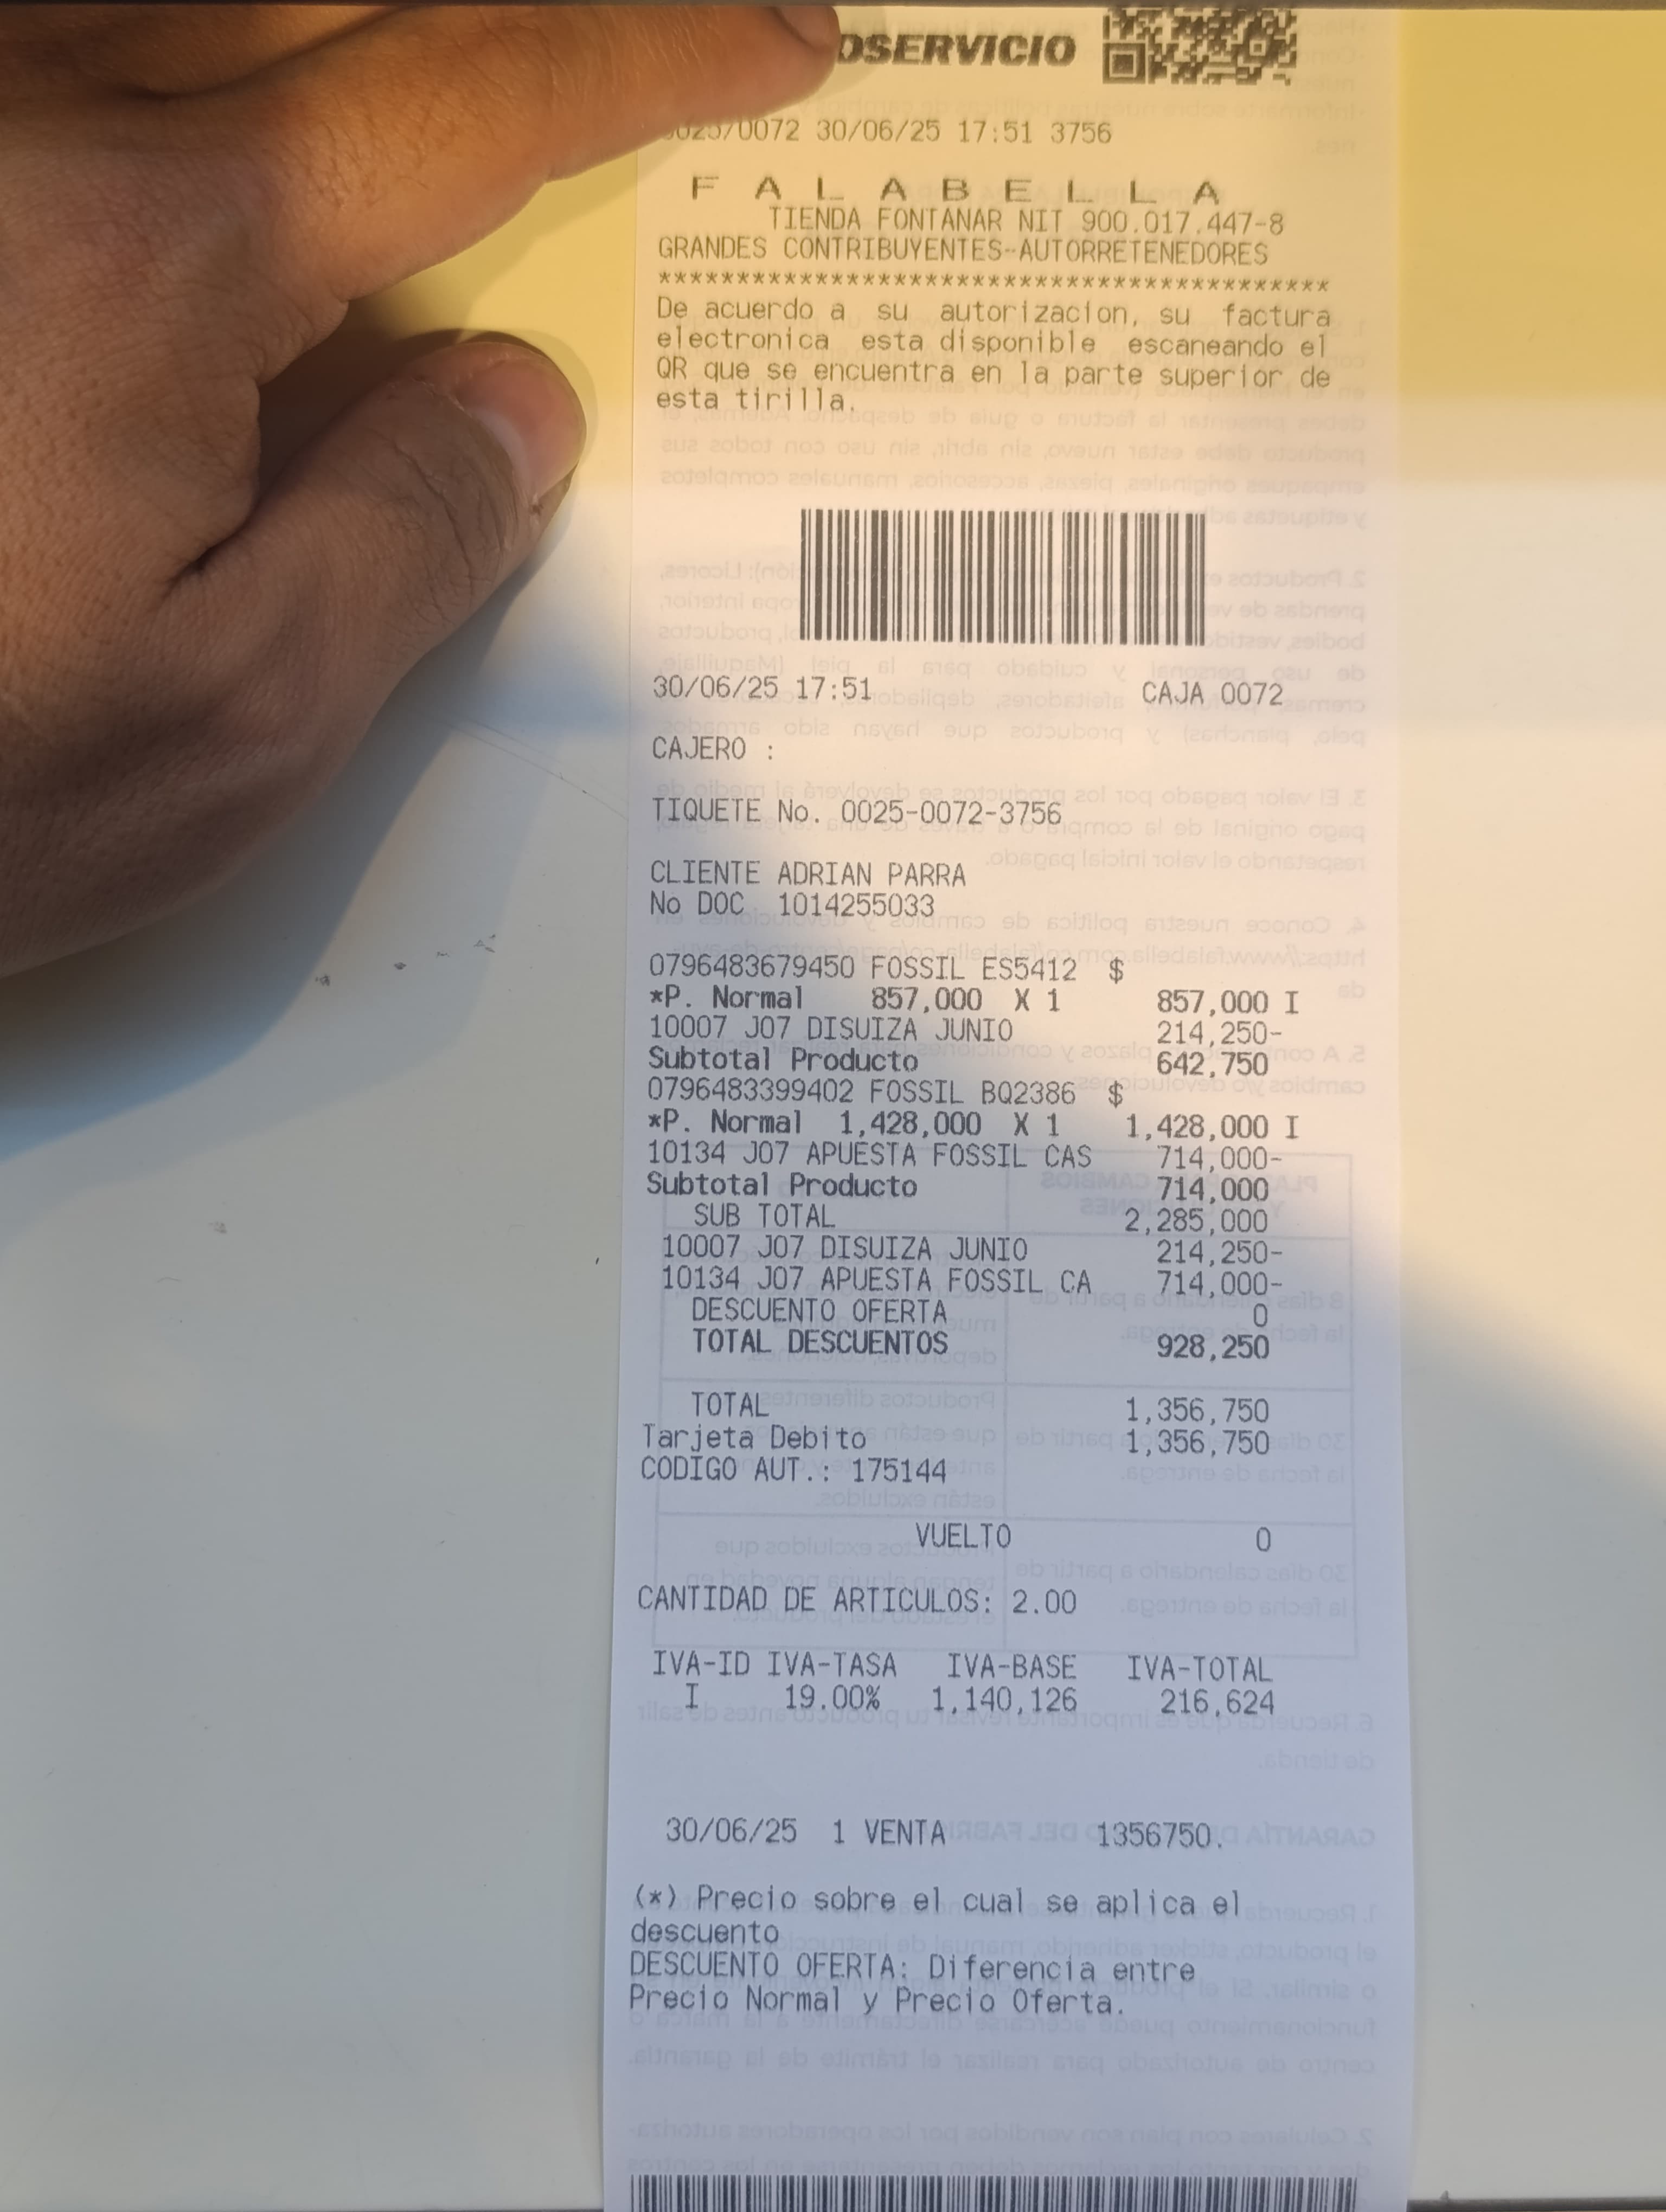 OSERVICIO
/0072 30/06/25 17:51 3756
F A L A B E L L A
TIENDA FONTANAR NIT 900.017.447-8
GRANDES CONTRIBUYENTES-AUTORRETENEDORES
*******************************************
De acuerdo a su autorizacion, su factura
electronica esta disponible escaneando el
QR que se encuentra en la parte superior de
esta tirilla.
30/06/25 17:51 CAJA 0072
CAJERO :
TIQUETE No. 0025-0072-3756
CLIENTE ADRIAN PARRA
No DOC 1014255033
0796483679450 FOSSIL ES5412 $
*P. Normal 857,000 X 1 857,000 I
10007 J07 DISUIZA JUNIO 214,250-
Subtotal Producto 642,750
0796483399402 FOSSIL BQ2386 $
*P. Normal 1,428,000 X 1 1,428,000 I
10134 J07 APUESTA FOSSIL CAS 714,000-
Subtotal Producto 714,000
SUB TOTAL 2,285,000
10007 J07 DISUIZA JUNIO 214,250-
10134 J07 APUESTA FOSSIL CA 714,000-
DESCUENTO OFERTA 0
TOTAL DESCUENTOS 928,250
TOTAL 1,356,750
Tarjeta Debito 1,356,750
CODIGO AUT.: 175144
VUELTO 0
CANTIDAD DE ARTICULOS: 2.00
IVA-ID IVA-TASA IVA-BASE IVA-TOTAL
I 19.00% 1,140,126 216,624
30/06/25 1 VENTA 1356750.
(*) Precio sobre el cual se aplica el
descuento
DESCUENTO OFERTA: Diferencia entre
Precio Normal y Precio Oferta.